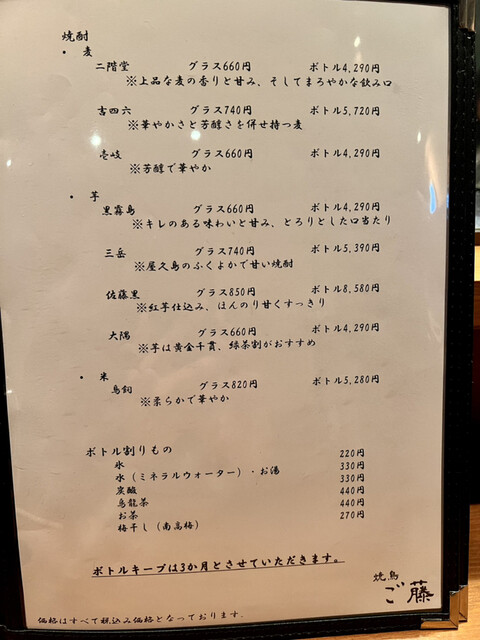 焼酎
・ 麦
二階堂 グラス660円 ボトル4,290円
※上品な麦の香りと甘み、そしてまろやかな飲み口
吉四六 グラス740円 ボトル5,720円
※華やかさと芳醇さを併せ持つ麦
壱岐 グラス660円 ボトル4,290円
※芳醇で華やか
・ 芋
黒霧島 グラス660円 ボトル4,290円
※キレのある味わいと甘み、とろりとした口当たり
三岳 グラス740円 ボトル5,390円
※屋久島のふくよかで甘い焼酎
佐藤黒 グラス850円 ボトル8,580円
※紅芋仕込み、ほんのり甘くすっきり
大隅 グラス660円 ボトル4,290円
※芋は黄金千貫、緑茶割がおすすめ
・ 米
鳥飼 グラス820円 ボトル5,280円
※柔らかで華やか
ボトル割りもの
氷 220円
水（ミネラルウォーター）・お湯 330円
炭酸 330円
烏龍茶 440円
お茶 440円
梅干し（南高梅） 270円
ボトルキープは3か月とさせていただきます。
焼鳥
ご藤
価格はすべて税込み価格となっております。